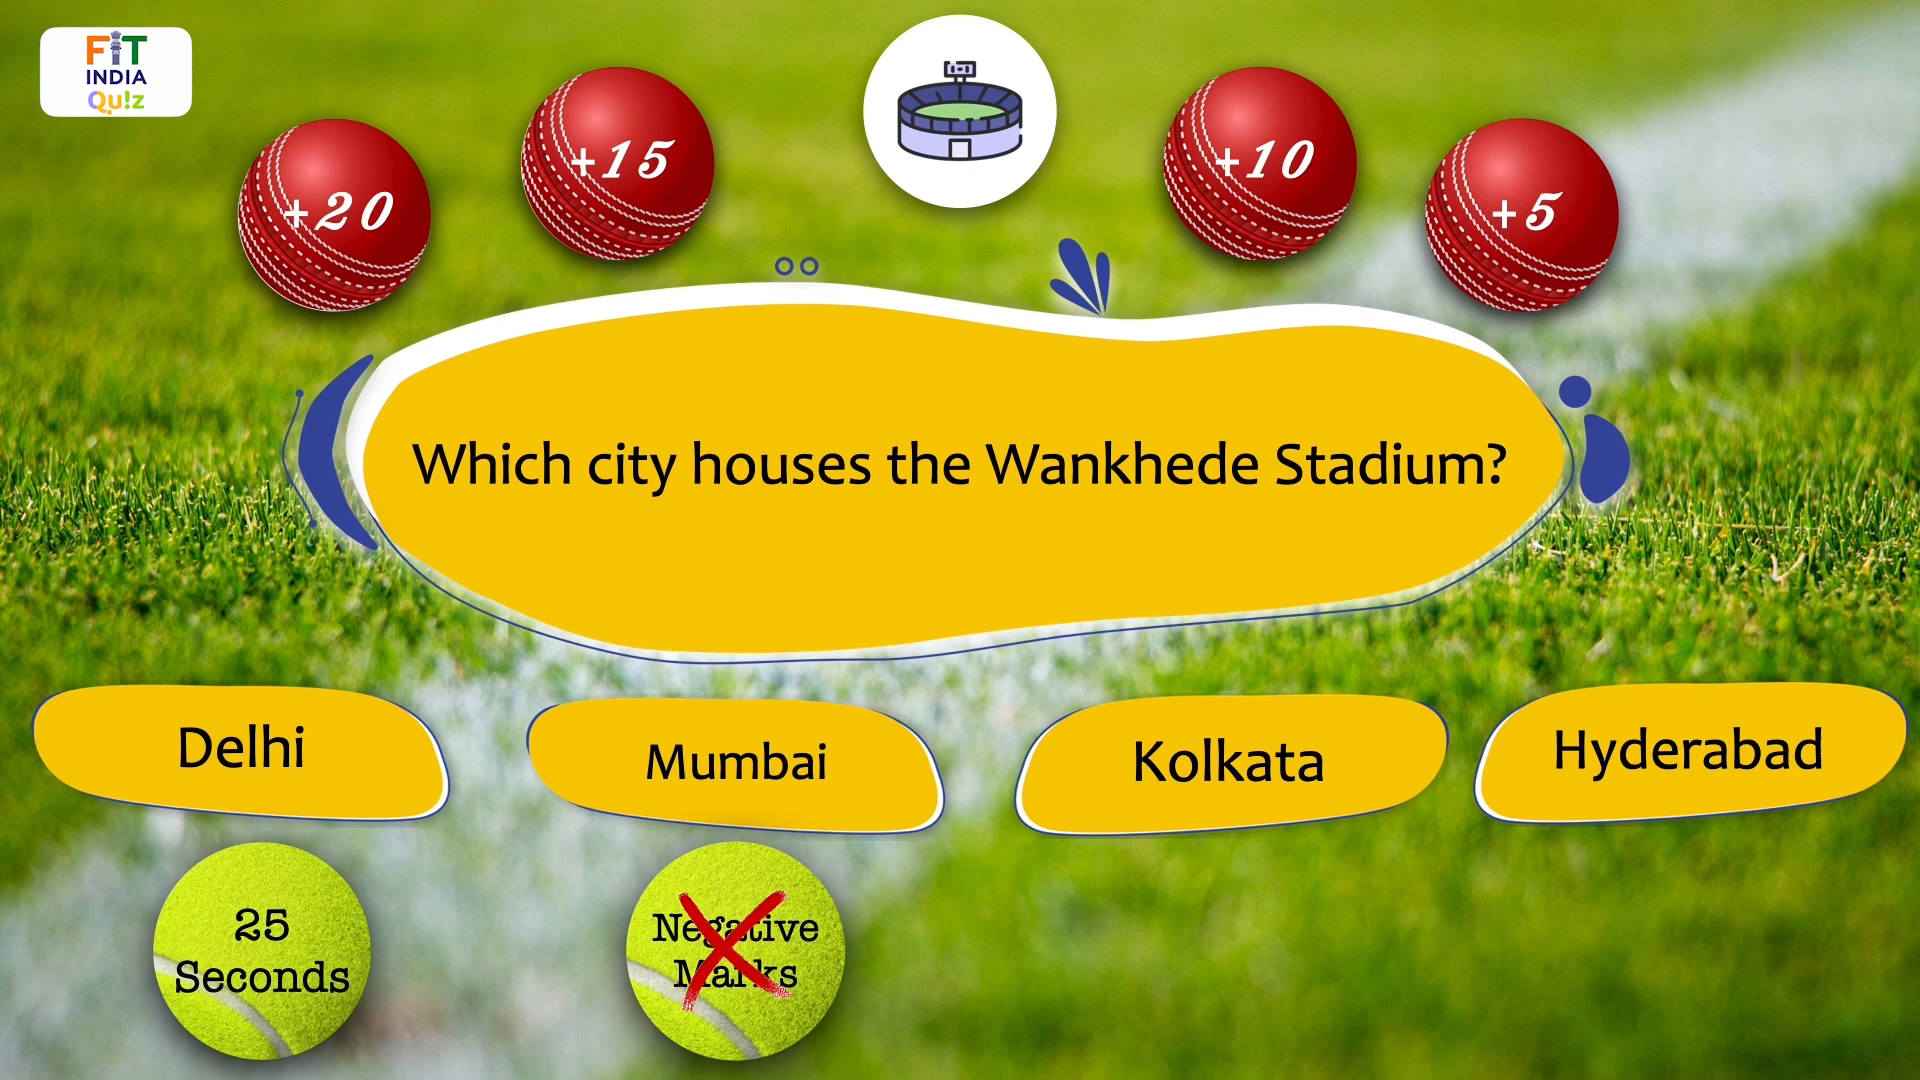 FIT
INDIA
Qu!z
+20
+15
+10
+5
Which city houses the Wankhede Stadium?
Delhi
Mumbai
Kolkata
Hyderabad
25
Seconds
Negative
Marks